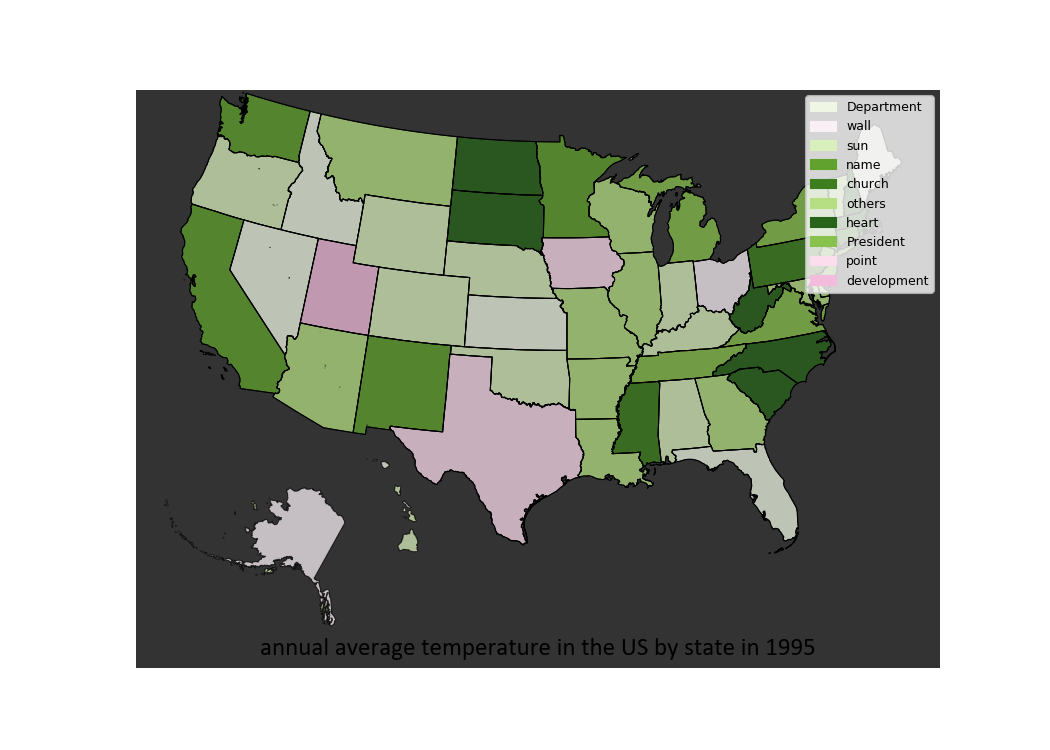 Department
wall
sun
name
church
others
heart
President
point
development
annual average temperature in the US by state in 1995